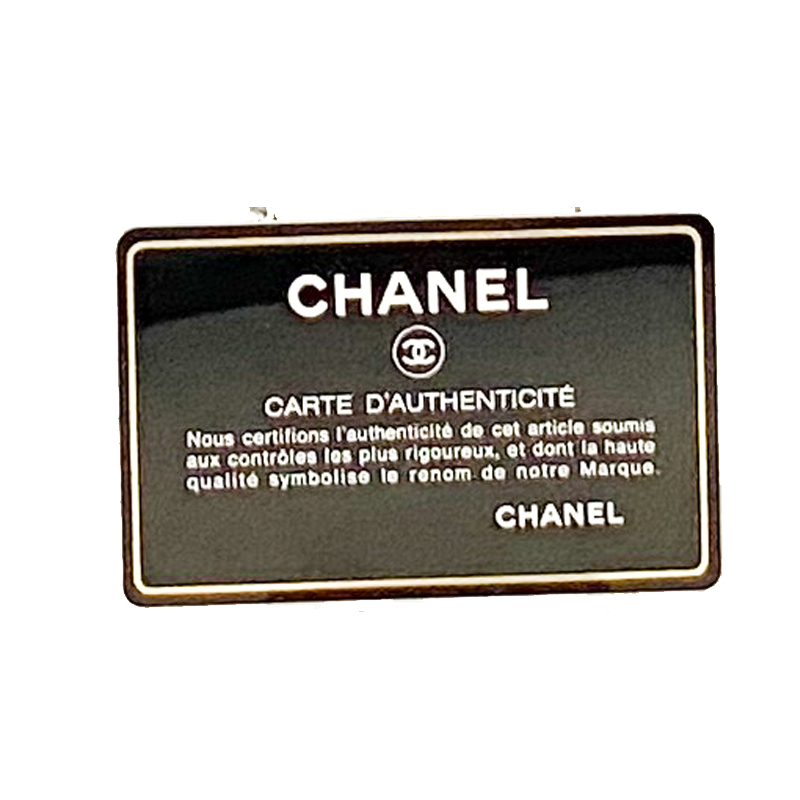 CHANEL
CARTE D'AUTHENTICITÉ
Nous certifions l'authenticité de cet article soumis
aux contrôles les plus rigoureux, et dont la haute
qualité symbolise le renom de notre Marque.
CHANEL